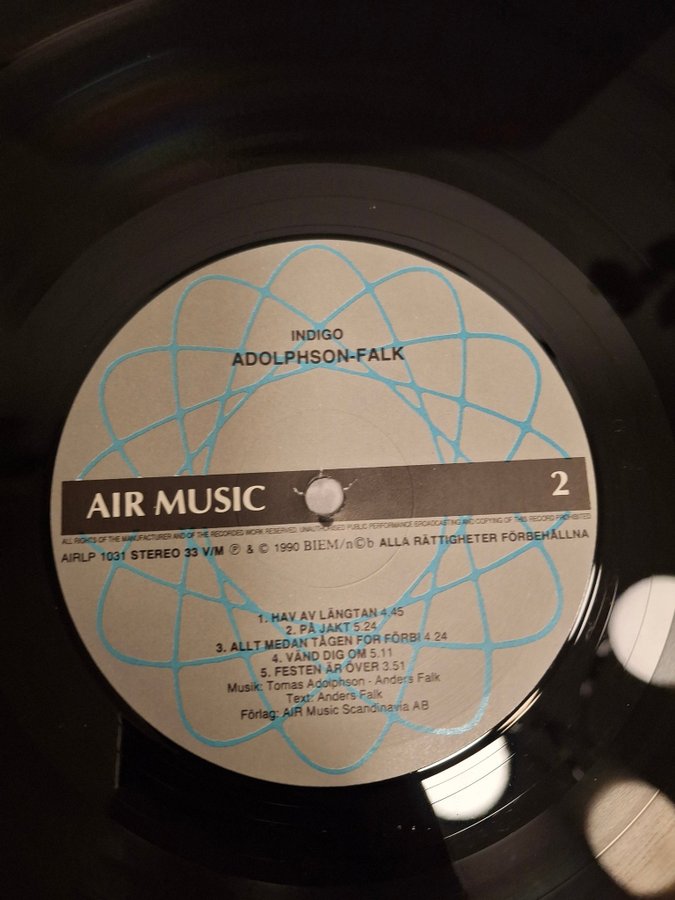 INDIGO
ADOLPHSON-FALK
AIR MUSIC 2
ALL RIGHTS OF THE MANUFACTURER AND OF THE RECORDED WORK RESERVED. UNAUTHORISED PUBLIC PERFORMANCE BROADCASTING AND COPYING OF THIS RECORD PROHIBITED
AIRLP 1031 STEREO 33 V/M Ⓟ & © 1990 BIEM/n©b ALLA RÄTTIGHETER FÖRBEHÅLLNA
1. HAV AV LÄNGTAN 4.45
2. PÅ JAKT 5.24
3. ALLT MEDAN TÅGEN FOR FÖRBI 4.24
4. VÄND DIG OM 5.11
5. FESTEN ÄR ÖVER 3.51
Musik: Tomas Adolphson - Anders Falk
Text: Anders Falk
Förlag: AIR Music Scandinavia AB